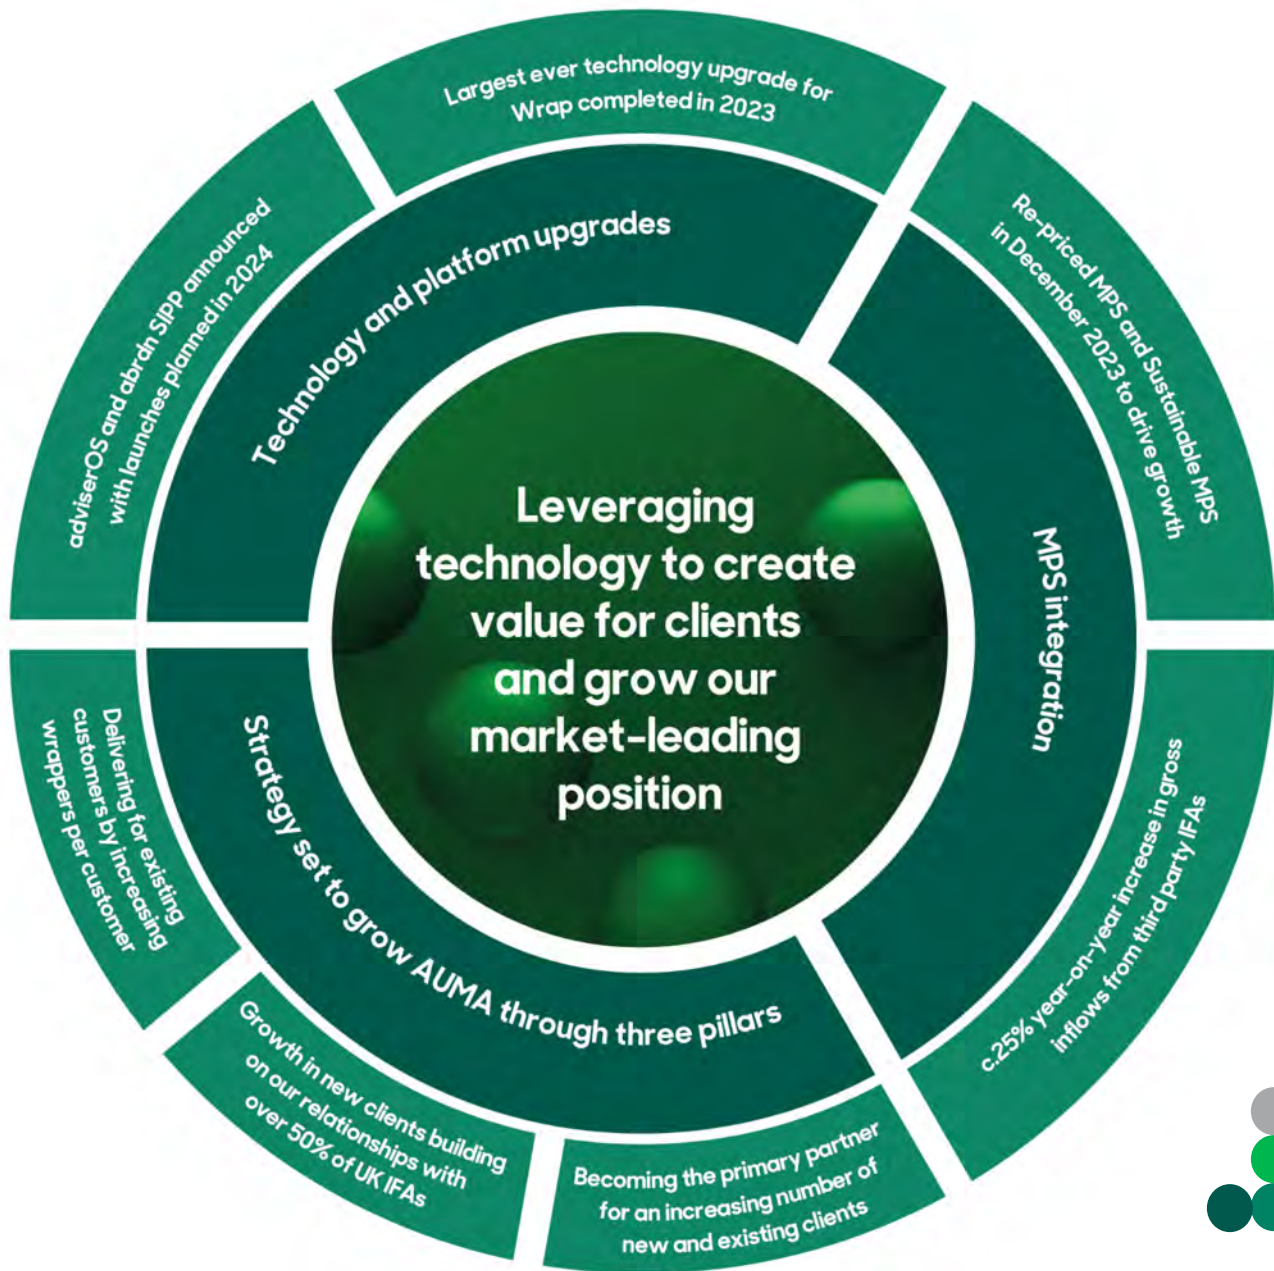 Leveraging
technology to create
value for clients
and grow our
market-leading
position
Technology and platform upgrades
adviserOS and abrdn SIPP announced
with launches planned in 2024
Largest ever technology upgrade for
Wrap completed in 2023
MPS integration
Re-priced MPS and Sustainable MPS
in December 2023 to drive growth
c.25% year-on-year increase in gross
inflows from third party IFAs
Strategy set to grow AUMA through three pillars
Delivering for existing
customers by increasing
wrappers per customer
Growth in new clients building
on our relationships with
over 50% of UK IFAs
Becoming the primary partner
for an increasing number of
new and existing clients